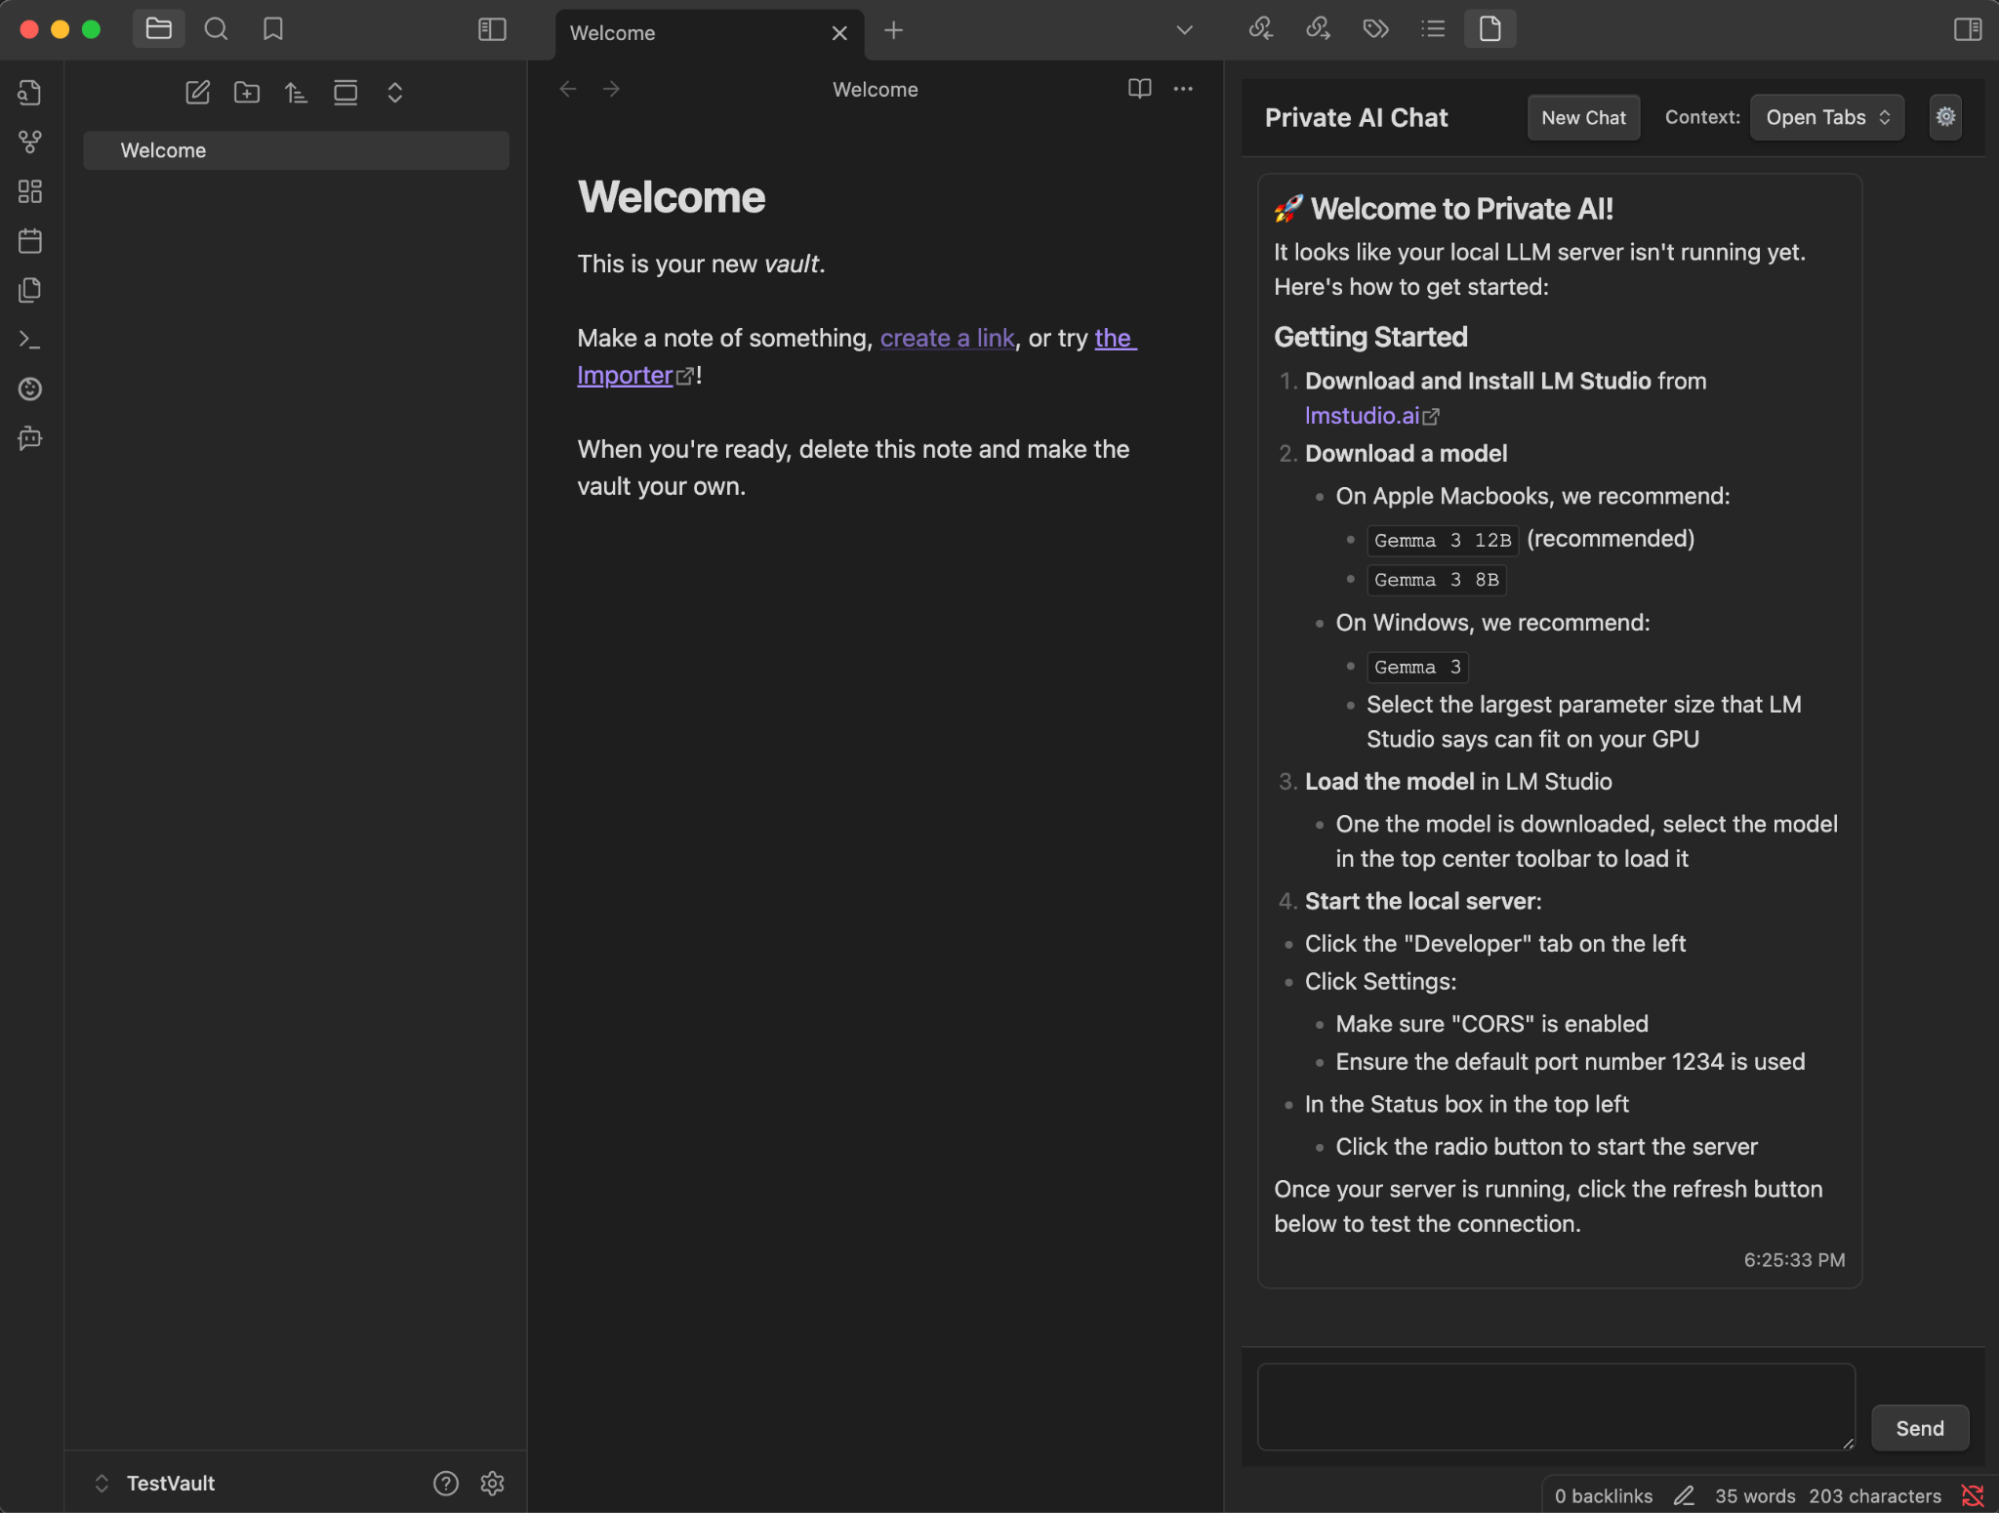 Welcome
Welcome
Welcome
Welcome
This is your new vault.
Make a note of something, create a link, or try the
Importer!
When you're ready, delete this note and make the
vault your own.
TestVault
Private AI Chat
New Chat
Context:
Open Tabs
🚀 Welcome to Private AI!
It looks like your local LLM server isn't running yet.
Here's how to get started:
Getting Started
1. Download and Install LM Studio from
lmstudio.ai
2. Download a model
On Apple Macbooks, we recommend:
Gemma 3 12B (recommended)
Gemma 3 8B
On Windows, we recommend:
Gemma 3
Select the largest parameter size that LM
Studio says can fit on your GPU
3. Load the model in LM Studio
One the model is downloaded, select the model
in the top center toolbar to load it
4. Start the local server:
Click the "Developer" tab on the left
Click Settings:
Make sure "CORS" is enabled
Ensure the default port number 1234 is used
In the Status box in the top left
Click the radio button to start the server
Once your server is running, click the refresh button
below to test the connection.
6:25:33 PM
Send
0 backlinks
35 words
203 characters